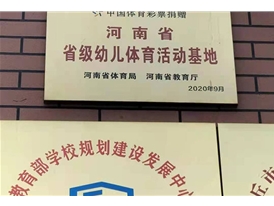 中国体育彩票捐赠
河南省
省级幼儿体育活动基地
河南省体育局 河南省教育厅
2020年9月
教育部学校规划建设发展中心
丘市